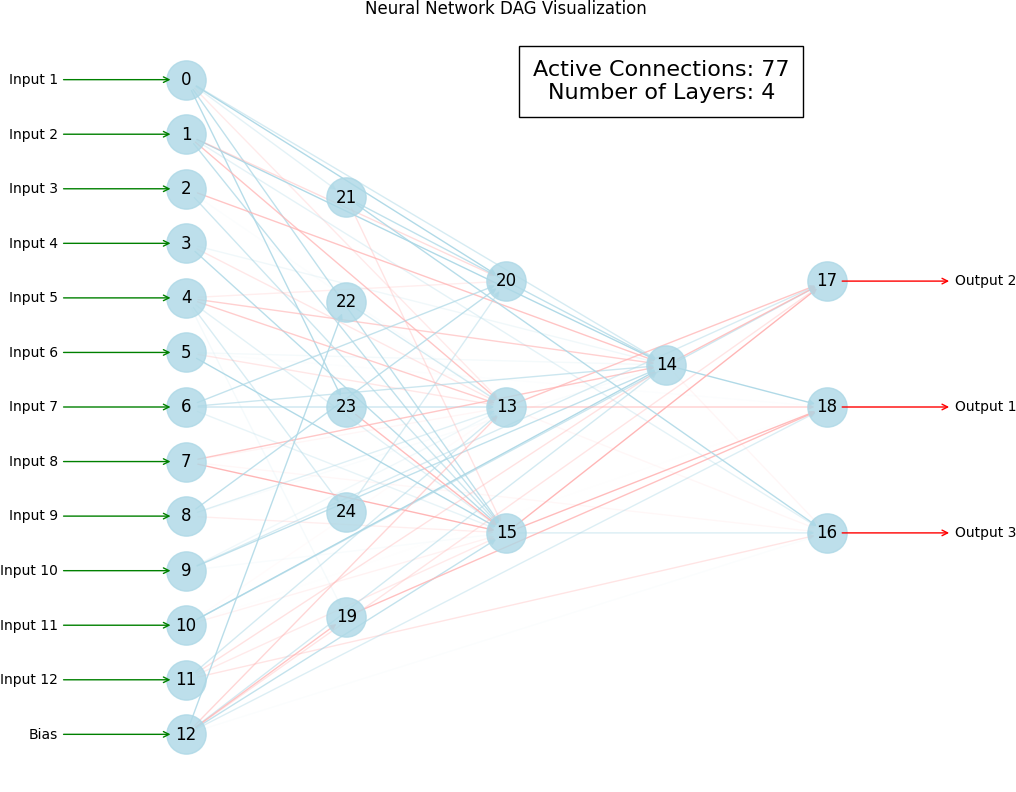 Neural Network DAG Visualization
Active Connections: 77
Number of Layers: 4
Input 1
0
Input 2
1
Input 3
2
21
Input 4
3
20
17
Output 2
Input 5
4
22
Input 6
5
14
Input 7
6
23
13
18
Output 1
Input 8
7
Input 9
8
24
15
16
Output 3
Input 10
9
Input 11
10
19
Input 12
11
Bias
12